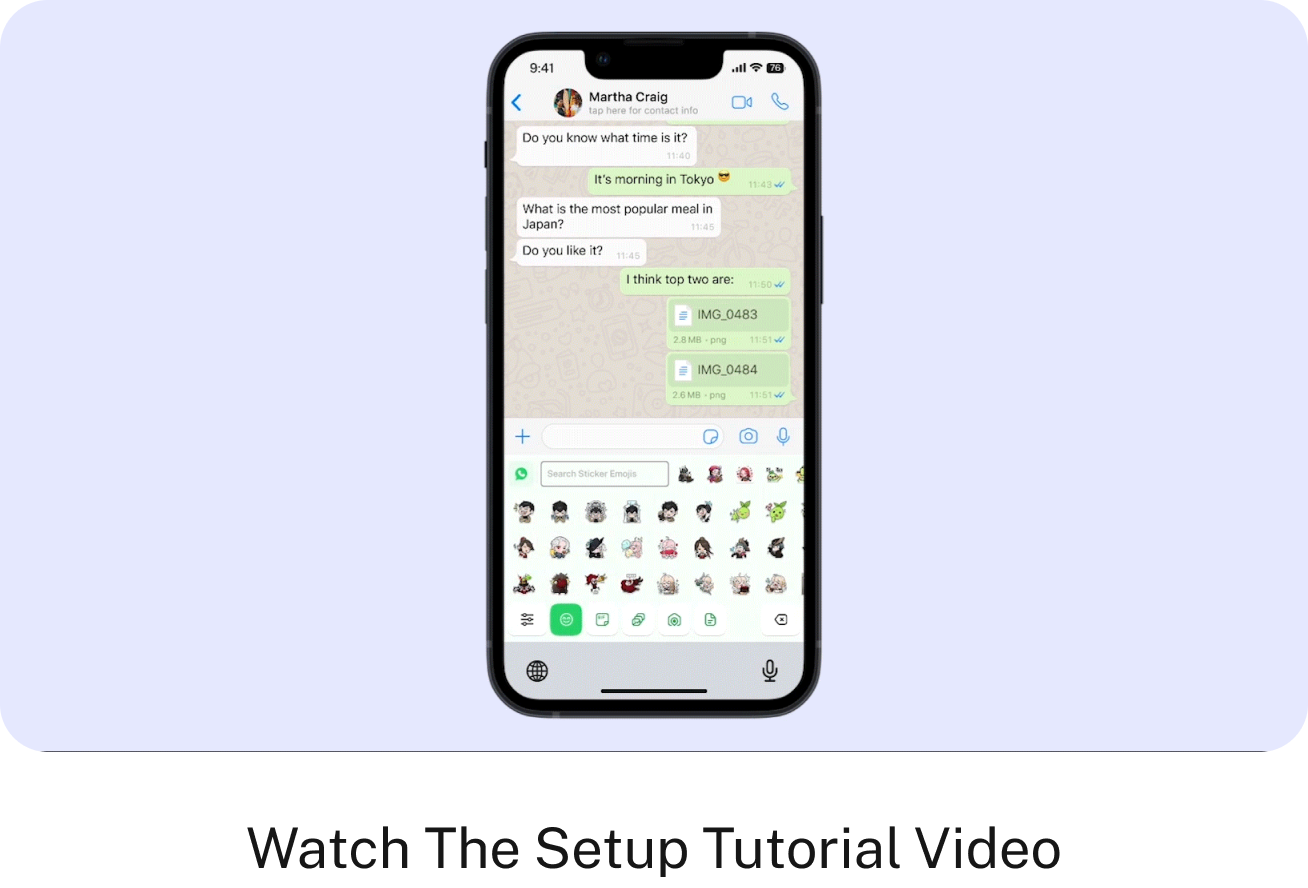 9:41
76
Martha Craig
tap here for contact info
Do you know what time is it?
11:40
It's morning in Tokyo 😎
11:43
What is the most popular meal in
Japan?
11:45
Do you like it?
11:45
I think top two are:
11:50
IMG_0483
2.8 MB · png
11:51
IMG_0484
2.6 MB · png
11:51
Search Sticker Emojis
Watch The Setup Tutorial Video